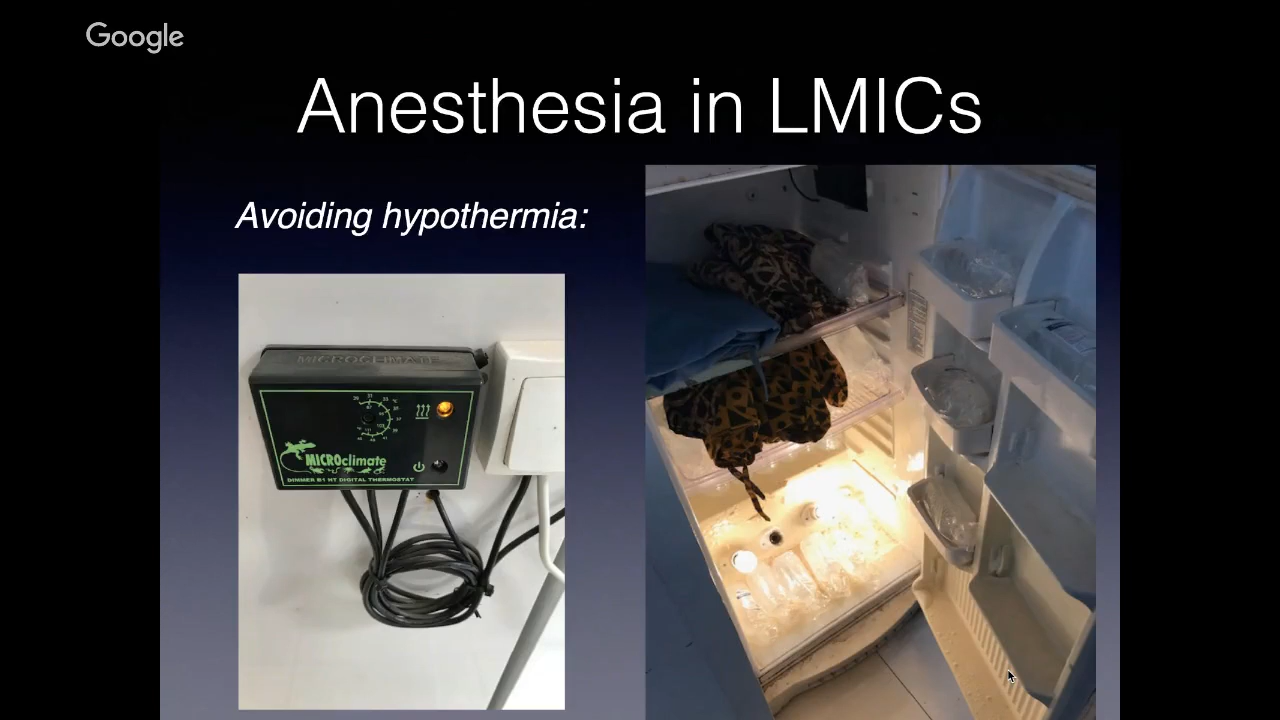 Google
Anesthesia in LMICs
Avoiding hypothermia:
MICROCLIMATE
MICROclimate
DIMMER B1 HT DIGITAL THERMOSTAT